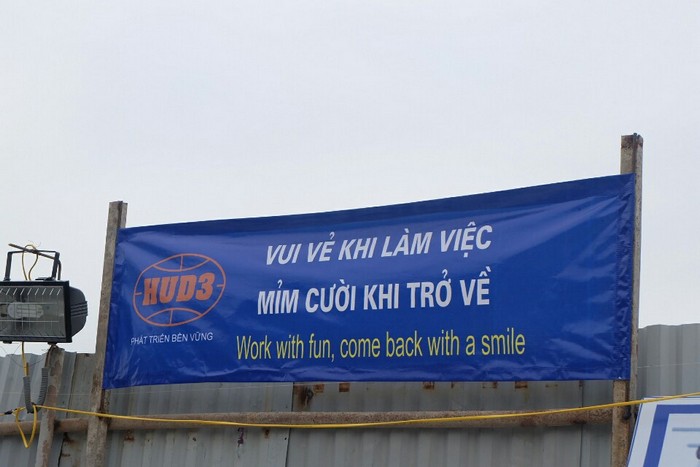 VUI VẺ KHI LÀM VIỆC
MỈM CƯỜI KHI TRỞ VỀ
Work with fun, come back with a smile
HUD3
PHÁT TRIỂN BỀN VỮNG